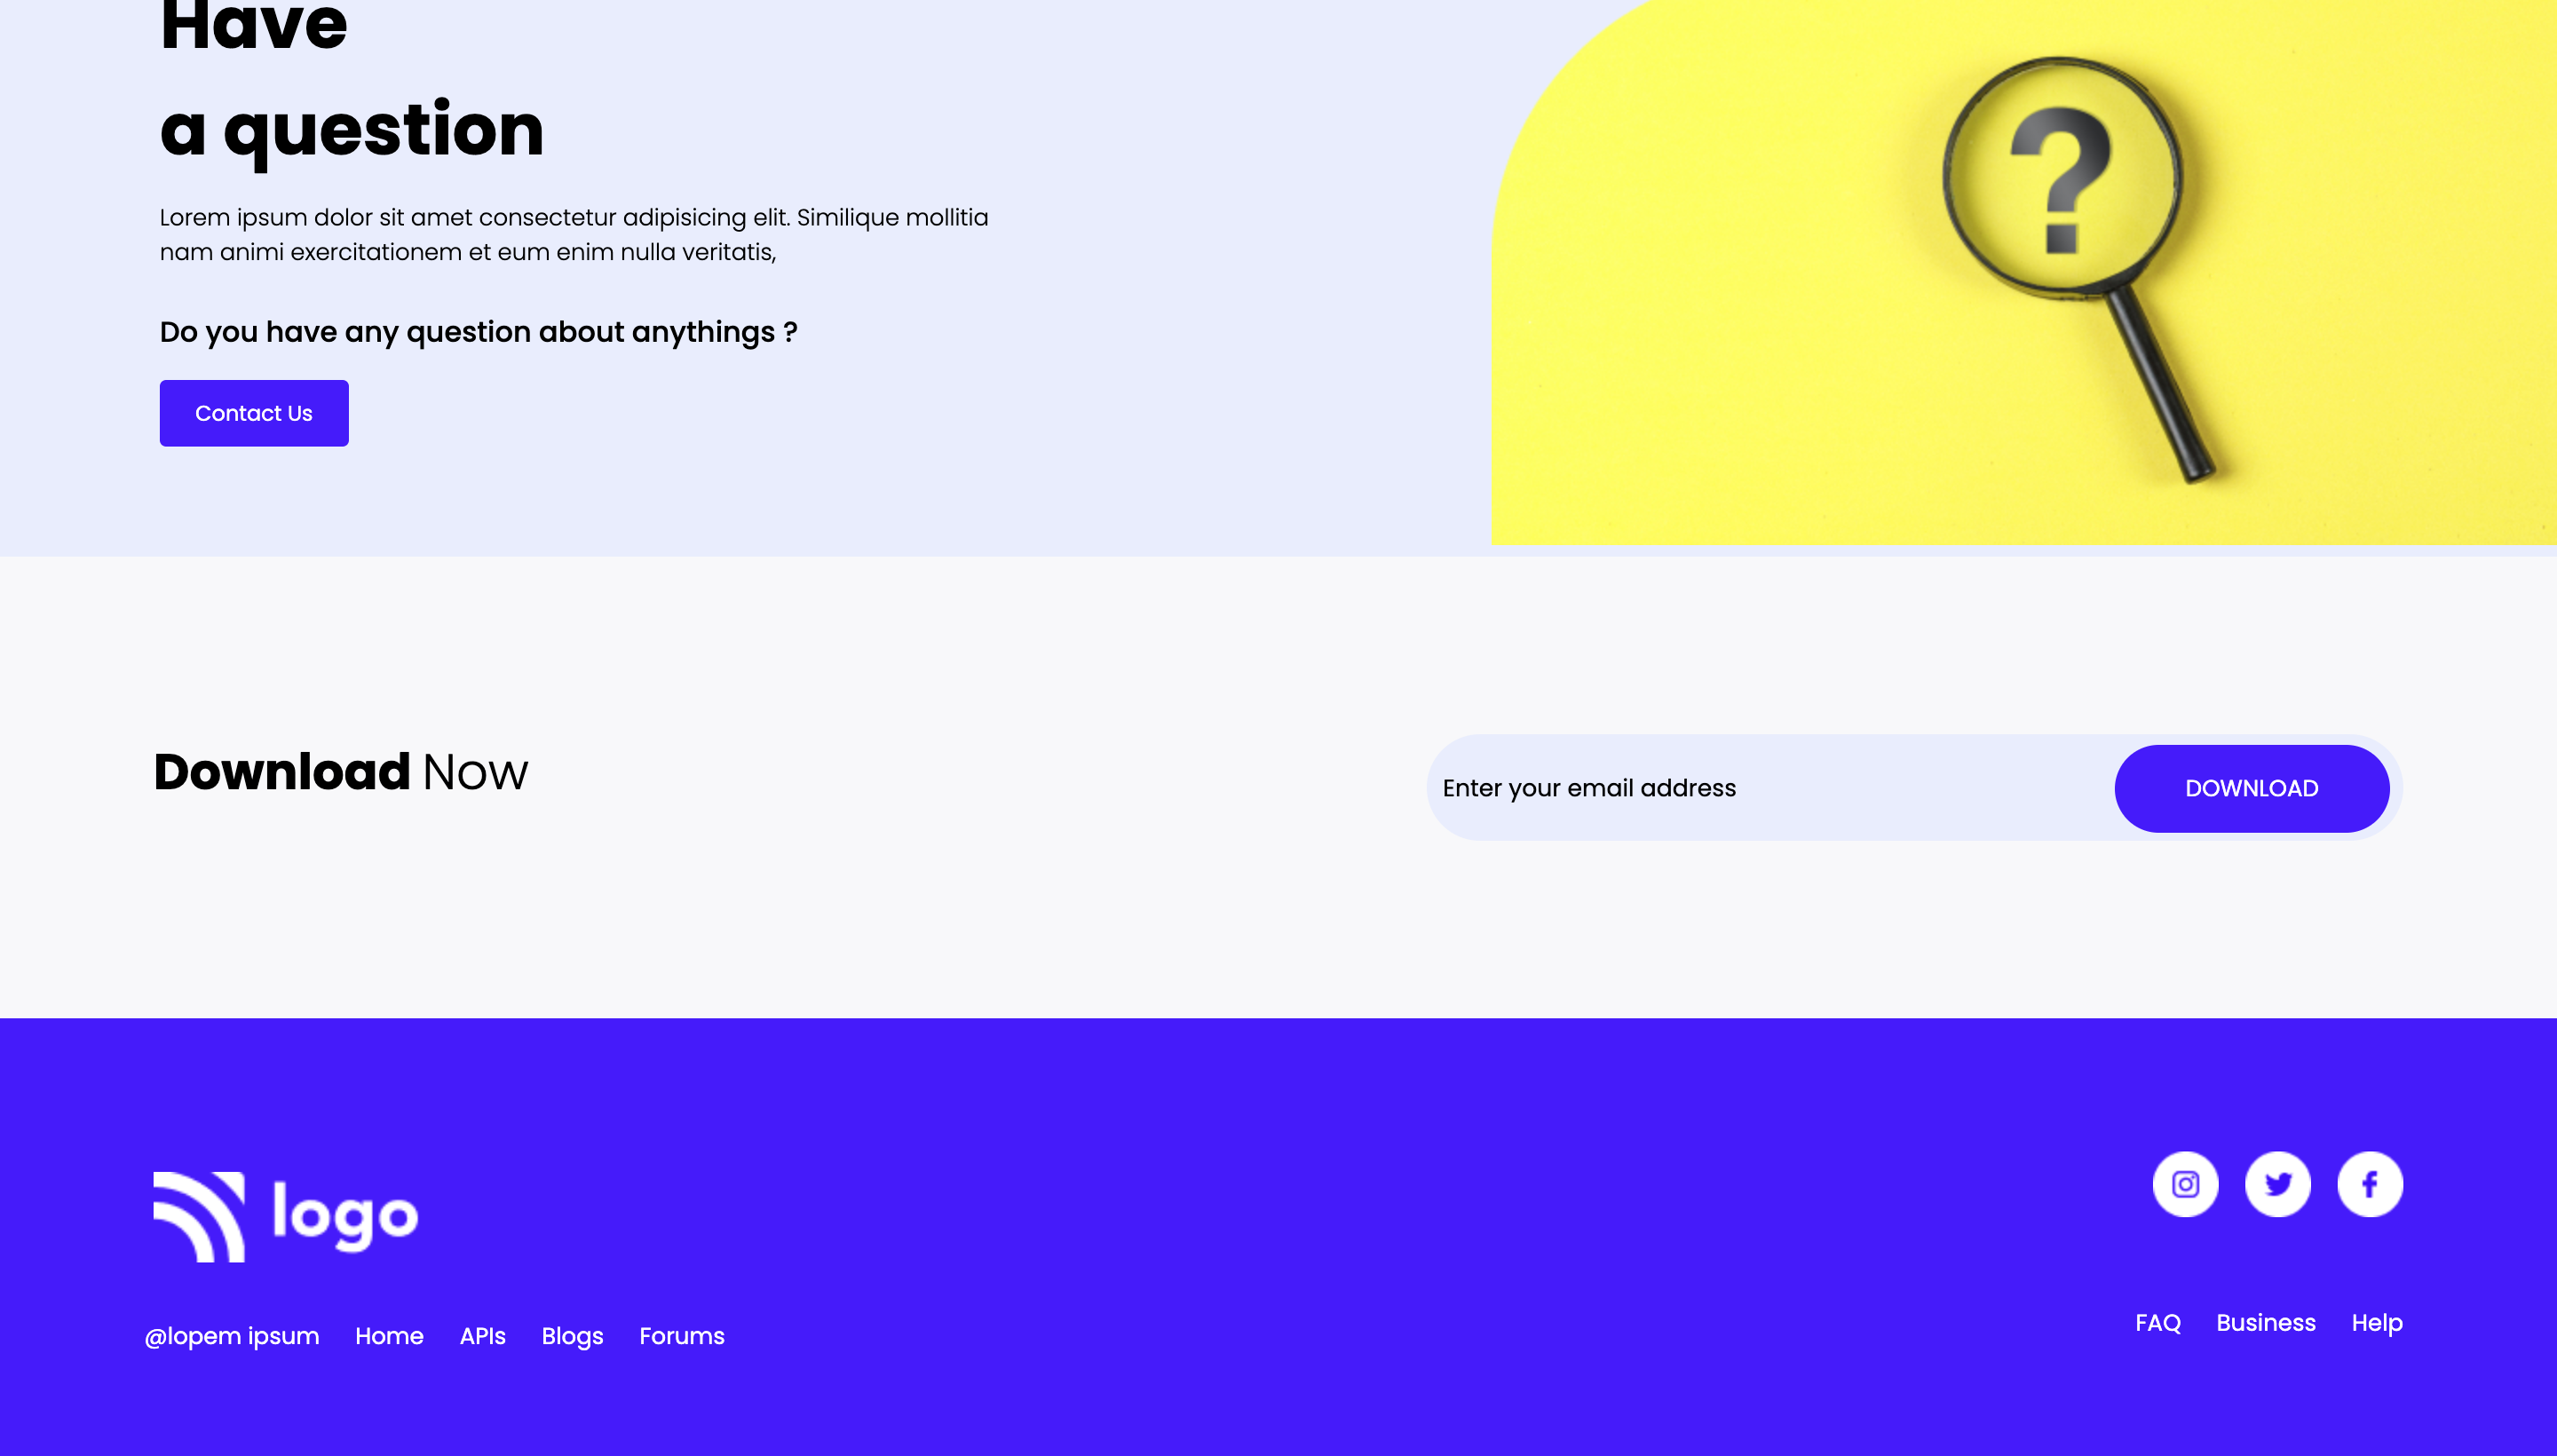 Have
a question
Lorem ipsum dolor sit amet consectetur adipisicing elit. Similique mollitia
nam animi exercitationem et eum enim nulla veritatis,
Do you have any question about anythings ?
Contact Us
?
Download Now
Enter your email address
DOWNLOAD
logo
@lopem ipsum Home APIs Blogs Forums
FAQ Business Help